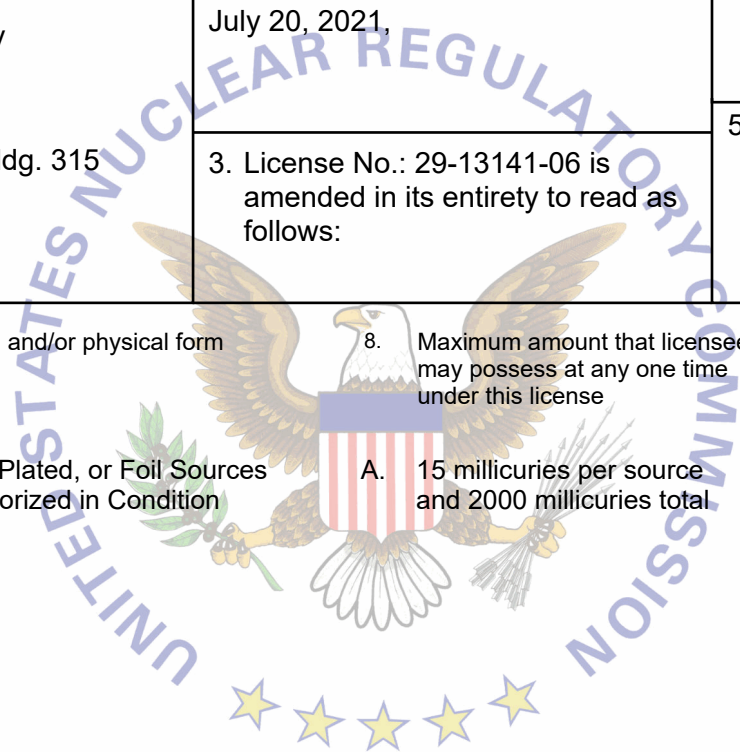 July 20, 2021,
ldg. 315
3. License No.: 29-13141-06 is
amended in its entirety to read as
follows:
5
and/or physical form
8. Maximum amount that licensee
may possess at any one time
under this license
Plated, or Foil Sources
orized in Condition
A. 15 millicuries per source
and 2000 millicuries total
UNITED STATES NUCLEAR REGULATORY COMMISSION